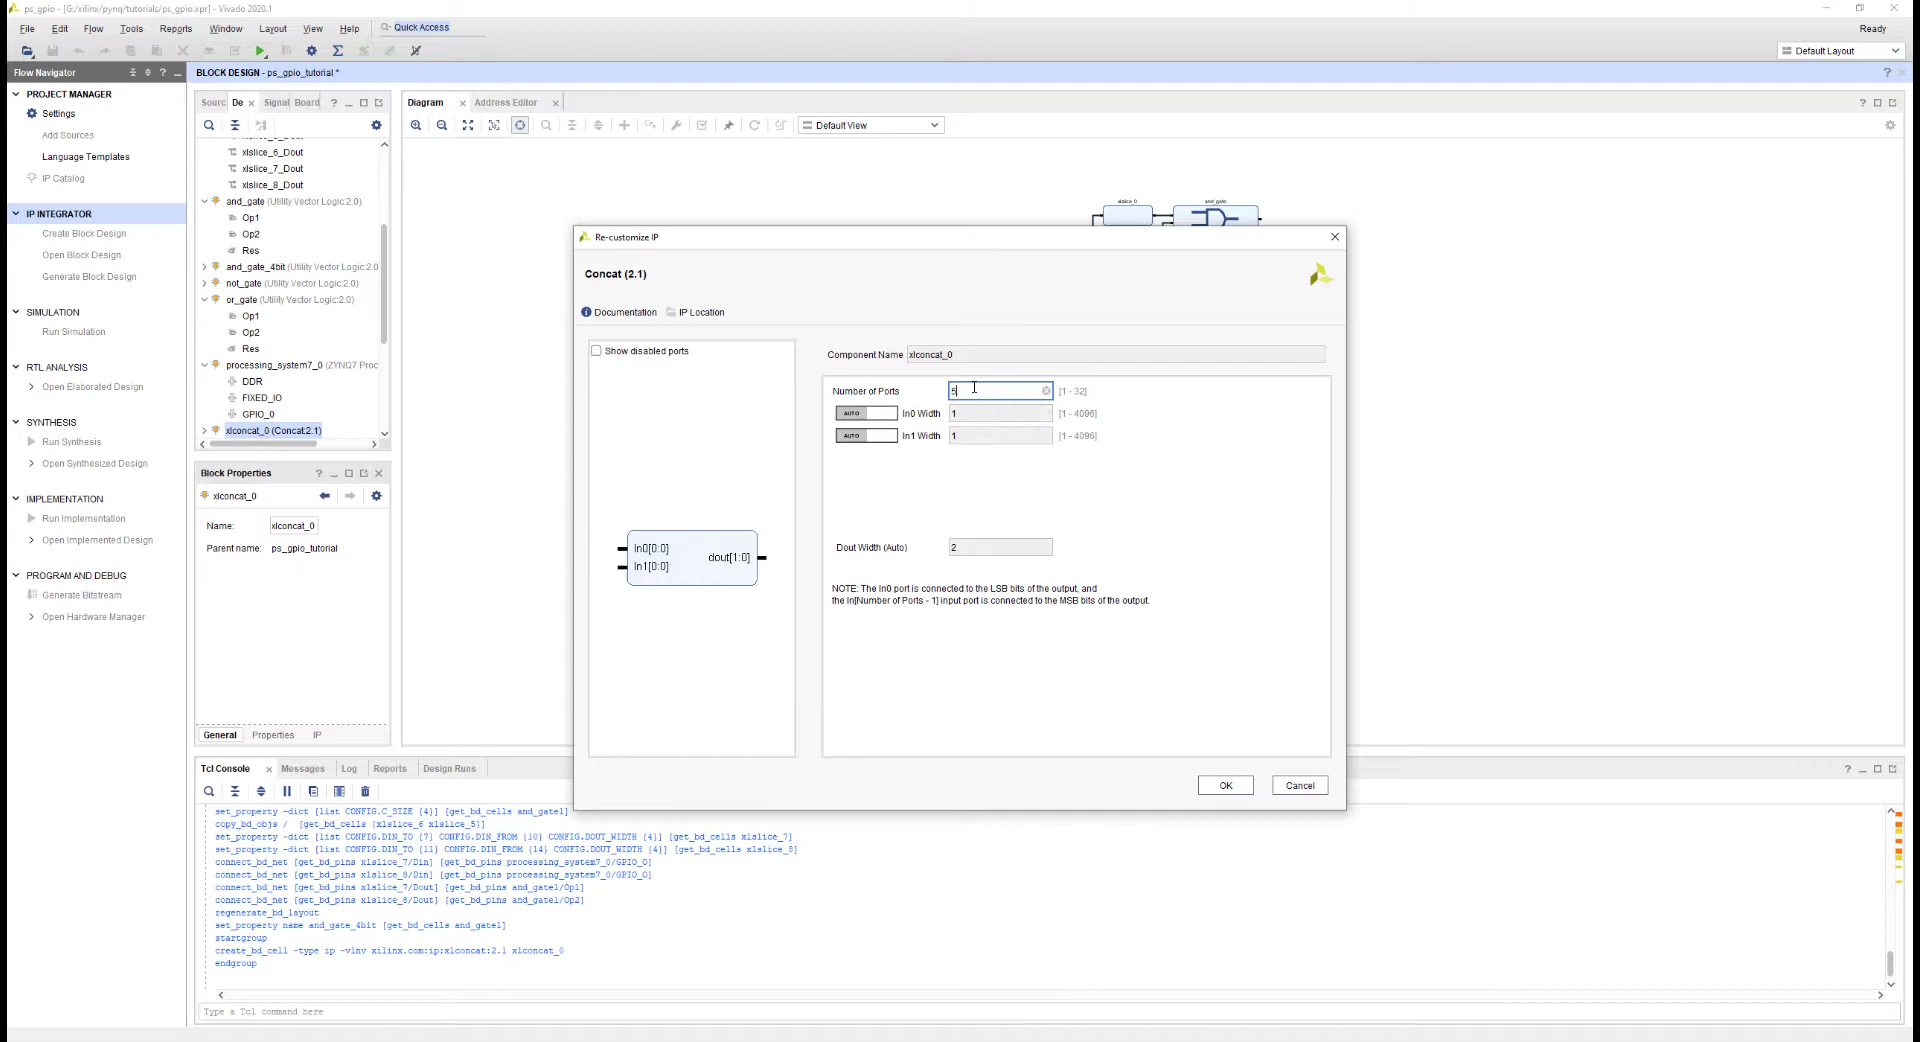 ps_gpio - [G:/xilinx/pynq/tutorials/ps_gpio.xpr] - Vivado 2020.1
File Edit Flow Tools Reports Window Layout View Help Quick Access
Ready
Default Layout
Flow Navigator
BLOCK DESIGN - ps_gpio_tutorial *
PROJECT MANAGER
Settings
Add Sources
Language Templates
IP Catalog
IP INTEGRATOR
Create Block Design
Open Block Design
Generate Block Design
SIMULATION
Run Simulation
RTL ANALYSIS
Open Elaborated Design
SYNTHESIS
Run Synthesis
Open Synthesized Design
IMPLEMENTATION
Run Implementation
Open Implemented Design
PROGRAM AND DEBUG
Generate Bitstream
Open Hardware Manager
Sourc De Signal Board
xlslice_6_Dout
xlslice_7_Dout
xlslice_8_Dout
and_gate (Utility Vector Logic:2.0)
Op1
Op2
Res
and_gate_4bit (Utility Vector Logic:2.0
not_gate (Utility Vector Logic:2.0)
or_gate (Utility Vector Logic:2.0)
Op1
Op2
Res
processing_system7_0 (ZYNQ7 Proc
DDR
FIXED_IO
GPIO_0
xlconcat_0 (Concat:2.1)
Block Properties
xlconcat_0
Name: xlconcat_0
Parent name: ps_gpio_tutorial
General Properties IP
Diagram Address Editor
Default View
xlslice_0
and_gate
Re-customize IP
Concat (2.1)
Documentation IP Location
Show disabled ports
In0[0:0]
In1[0:0]
dout[1:0]
Component Name xlconcat_0
Number of Ports 5 [1 - 32]
AUTO In0 Width 1 [1 - 4096]
AUTO In1 Width 1 [1 - 4096]
Dout Width (Auto) 2
NOTE: The In0 port is connected to the LSB bits of the output, and
the In[Number of Ports - 1] input port is connected to the MSB bits of the output.
OK Cancel
Tcl Console Messages Log Reports Design Runs
set_property -dict [list CONFIG.C_SIZE {4}] [get_bd_cells and_gate1]
copy_bd_objs / [get_bd_cells {xlslice_6 xlslice_5}]
set_property -dict [list CONFIG.DIN_TO {7} CONFIG.DIN_FROM {10} CONFIG.DOUT_WIDTH {4}] [get_bd_cells xlslice_7]
set_property -dict [list CONFIG.DIN_TO {11} CONFIG.DIN_FROM {14} CONFIG.DOUT_WIDTH {4}] [get_bd_cells xlslice_8]
connect_bd_net [get_bd_pins xlslice_7/Din] [get_bd_pins processing_system7_0/GPIO_O]
connect_bd_net [get_bd_pins xlslice_8/Din] [get_bd_pins processing_system7_0/GPIO_O]
connect_bd_net [get_bd_pins xlslice_7/Dout] [get_bd_pins and_gate1/Op1]
connect_bd_net [get_bd_pins xlslice_8/Dout] [get_bd_pins and_gate1/Op2]
regenerate_bd_layout
set_property name and_gate_4bit [get_bd_cells and_gate1]
startgroup
create_bd_cell -type ip -vlnv xilinx.com:ip:xlconcat:2.1 xlconcat_0
endgroup
Type a Tcl command here